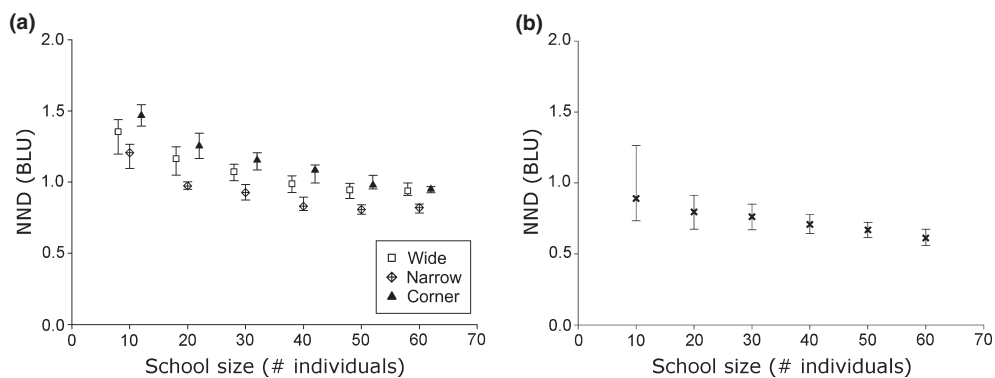 (a)
2.0
1.5
1.0
0.5
0.0
NND (BLU)
0 10 20 30 40 50 60 70
School size (# individuals)
Wide
Narrow
Corner
(b)
2.0
1.5
1.0
0.5
0.0
NND (BLU)
0 10 20 30 40 50 60 70
School size (# individuals)